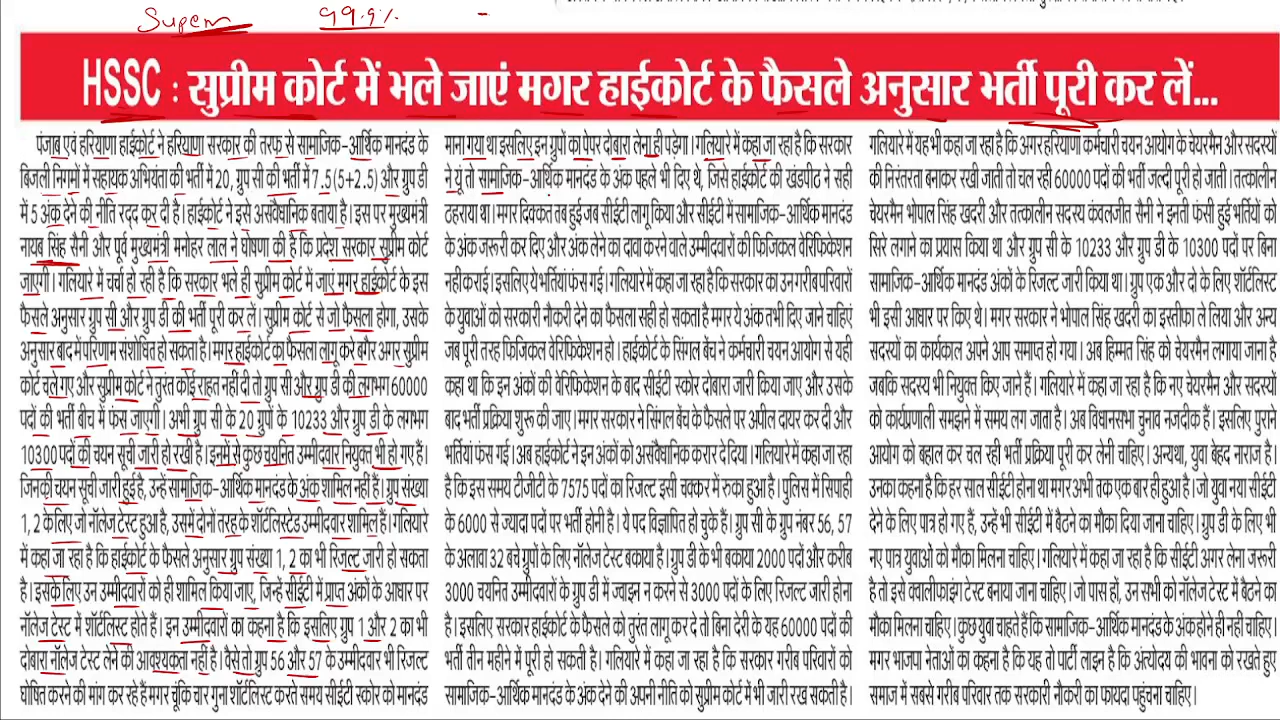 Supem 99.9%
HSSC : सुप्रीम कोर्ट में भले जाएं मगर हाईकोर्ट के फैसले अनुसार भर्ती पूरी कर लें...
पंजाब एवं हरियाणा हाईकोर्ट ने हरियाणा सरकार की तरफ से सामाजिक-आर्थिक मानदंड के
बिजली निगमों में सहायक अभियंता की भर्ती में 20, ग्रुप सी की भर्ती में 7.5(5+2.5) और ग्रुप डी
में 5 अंक देने की नीति रद्द कर दी है। हाईकोर्ट ने इसे असंवैधानिक बताया है। इस पर मुख्यमंत्री
नायब सिंह सैनी और पूर्व मुख्यमंत्री मनोहर लाल ने घोषणा की है कि प्रदेश सरकार सुप्रीम कोर्ट
जाएगी। गलियारे में चर्चा हो रही है कि सरकार भले ही सुप्रीम कोर्ट में जाएं मगर हाईकोर्ट के इस
फैसले अनुसार ग्रुप सी और ग्रुप डी की भर्ती पूरी कर लें। सुप्रीम कोर्ट से जो फैसला होगा, उसके
अनुसार बाद में परिणाम संशोधित हो सकता है। मगर हाईकोर्ट का फैसला लागू करे बगैर अगर सुप्रीम
कोर्ट चले गए और सुप्रीम कोर्ट ने तुरत कोई राहत नहीं दी तो ग्रुप सी और ग्रुप डी की लगभग 60000
पदों की भर्ती बीच में फंस जाएगी। अभी ग्रुप सी के 20 ग्रुपों के 10233 और ग्रुप डी के लगभग
10300 पदों की चयन सूची जारी हो रखी है। इनमें से कुछ चयनित उम्मीदवार नियुक्त भी हो गए हैं।
जिनकी चयन सूची जारी हुई है, उन्हें सामाजिक-आर्थिक मानदंड के अंक शामिल नहीं हैं। ग्रुप संख्या
1, 2 के लिए जो नॉलेज टेस्ट हुआ है, उसमें दोनों तरह के शॉर्टलिस्टेड उम्मीदवार शामिल हैं। गलियारे
में कहा जा रहा है कि हाईकोर्ट के फैसले अनुसार ग्रुप संख्या 1, 2 का भी रिजल्ट जारी हो सकता
है। इसके लिए उन उम्मीदवारों को ही शामिल किया जाए, जिन्हें सीईटी में प्राप्त अंकों के आधार पर
नॉलेज टेस्ट में शॉर्टलिस्ट होते हैं। इन उम्मीदवारों का कहना है कि इसलिए ग्रुप 1 और 2 का भी
दोबारा नॉलेज टेस्ट लेने की आवश्यकता नहीं है। वैसे तो ग्रुप 56 और 57 के उम्मीदवार भी रिजल्ट
घोषित करने की मांग कर रहे हैं मगर चूंकि चार गुना शॉर्टलिस्ट करते समय सीईटी स्कोर को मानदंड
माना गया था इसलिए इन ग्रुपों का पेपर दोबारा लेना ही पड़ेगा। गलियारे में कहा जा रहा है कि सरकार
ने यूं तो सामाजिक-आर्थिक मानदंड के अंक पहले भी दिए थे, जिसे हाईकोर्ट की खंडपीठ ने सही
ठहराया था। मगर दिक्कत तब हुई जब सीईटी लागू किया और सीईटी में सामाजिक-आर्थिक मानदंड
के अंक जरूरी कर दिए और अंक लेने का दावा करने वाले उम्मीदवारों की फिजिकल वेरिफिकेशन
नही कराई। इसलिए ये भर्तियां फंस गई। गलियारे में कहा जा रहा है कि सरकार का उन गरीब परिवारों
के युवाओं को सरकारी नौकरी देने का फैसला सही हो सकता है मगर ये अंक तभी दिए जाने चाहिएं
जब पूरी तरह फिजिकल वेरिफिकेशन हो। हाईकोर्ट के सिंगल बेंच ने कर्मचारी चयन आयोग से यही
कहा था कि इन अंकों की वेरिफिकेशन के बाद सीईटी स्कोर दोबारा जारी किया जाए और उसके
बाद भर्ती प्रक्रिया शुरू की जाए। मगर सरकार ने सिंगल बेंच के फैसले पर अपील दायर कर दी और
भर्तियां फंस गई। अब हाईकोर्ट ने इन अंकों को असंवैधानिक करार दे दिया। गलियारे में कहा जा रहा
है कि इस समय टीजीटी के 7575 पदों का रिजल्ट इसी चक्कर में रुका हुआ है। पुलिस में सिपाही
के 6000 से ज्यादा पदों पर भर्ती होनी है। ये पद विज्ञापित हो चुके हैं। ग्रुप सी के ग्रुप नंबर 56, 57
के अलावा 32 बचे ग्रुपों के लिए नॉलेज टेस्ट बकाया है। ग्रुप डी के भी बकाया 2000 पदों और करीब
3000 चयनित उम्मीदवारों के ग्रुप डी में ज्वाइन न करने से 3000 पदों के लिए रिजल्ट जारी होना
है। इसलिए सरकार हाईकोर्ट के फैसले को तुरंत लागू कर दे तो बिना देरी के यह 60000 पदों की
भर्ती तीन महीने में पूरी हो सकती है। गलियारे में कहा जा रहा है कि सरकार गरीब परिवारों को
सामाजिक-आर्थिक मानदंड के अंक देने की अपनी नीति को सुप्रीम कोर्ट में भी जारी रख सकती है।
गलियारे में यह भी कहा जा रहा है कि अगर हरियाणा कर्मचारी चयन आयोग के चेयरमैन और सदस्यों
की निरंतरता बनाकर रखी जाती तो चल रही 60000 पदों की भर्ती जल्दी पूरी हो जाती। तत्कालीन
चेयरमैन भोपाल सिंह खदरी और तत्कालीन सदस्य कंवलजीत सैनी ने इनती फंसी हुई भर्तियों को
सिरे लगाने का प्रयास किया था और ग्रुप सी के 10233 और ग्रुप डी के 10300 पदों पर बिना
सामाजिक-आर्थिक मानदंड अंकों के रिजल्ट जारी किया था। ग्रुप एक और दो के लिए शॉर्टलिस्ट
भी इसी आधार पर किए थे। मगर सरकार ने भोपाल सिंह खदरी का इस्तीफा ले लिया और अन्य
सदस्यों का कार्यकाल अपने आप समाप्त हो गया। अब हिम्मत सिंह को चेयरमैन लगाया जाना है
जबकि सदस्य भी नियुक्त किए जाने हैं। गलियारे में कहा जा रहा है कि नए चेयरमैन और सदस्यों
को कार्यप्रणाली समझने में समय लग जाता है। अब विधानसभा चुनाव नजदीक हैं। इसलिए पुराने
आयोग को बहाल कर चल रही भर्ती प्रक्रिया पूरी कर लेनी चाहिए। अन्यथा, युवा बेहद नाराज है।
उनका कहना है कि हर साल सीईटी होना था मगर अभी तक एक बार ही हुआ है। जो युवा नया सीईटी
देने के लिए पात्र हो गए हैं, उन्हें भी सीईटी में बैठने का मौका दिया जाना चाहिए। ग्रुप डी के लिए भी
नए पात्र युवाओं को मौका मिलना चाहिए। गलियारे में कहा जा रहा है कि सीईटी अगर लेना जरूरी
है तो इसे क्वालीफाइंग टेस्ट बनाया जाना चाहिए। जो पास हों, उन सभी को नॉलेज टेस्ट में बैठने का
मौका मिलना चाहिए। कुछ युवा चाहते हैं कि सामाजिक-आर्थिक मानदंड के अंक होने ही नही चाहिए।
मगर भाजपा नेताओं का कहना है कि यह तो पार्टी लाइन है कि अंत्योदय की भावना को रखते हुए
समाज में सबसे गरीब परिवार तक सरकारी नौकरी का फायदा पहुंचना चाहिए।